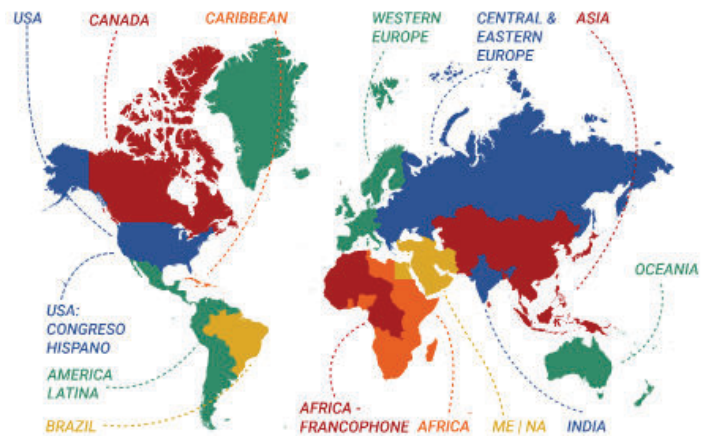 USA
CANADA
CARIBBEAN
WESTERN
EUROPE
CENTRAL &
EASTERN
EUROPE
ASIA
OCEANIA
USA:
CONGRESO
HISPANO
AMERICA
LATINA
BRAZIL
AFRICA -
FRANCOPHONE
AFRICA
ME | NA
INDIA